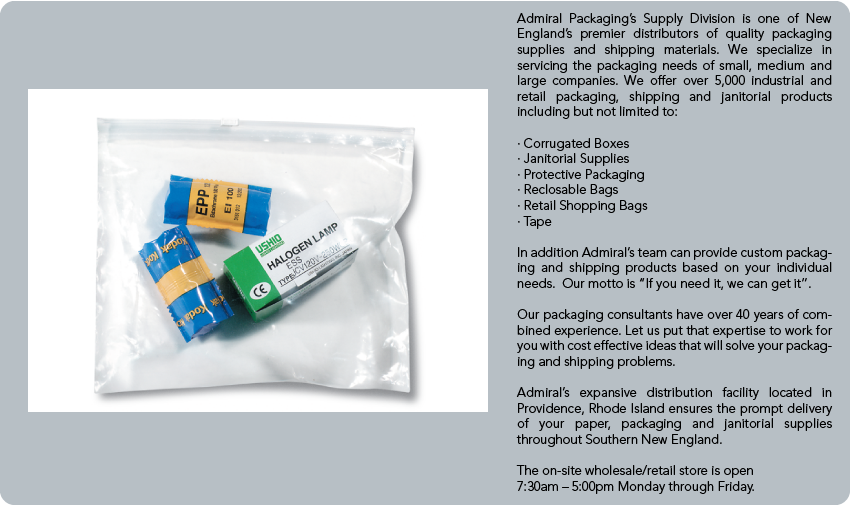 Admiral Packaging's Supply Division is one of New
England's premier distributors of quality packaging
supplies and shipping materials. We specialize in
servicing the packaging needs of small, medium and
large companies. We offer over 5,000 industrial and
retail packaging, shipping and janitorial products
including but not limited to:
· Corrugated Boxes
· Janitorial Supplies
· Protective Packaging
· Reclosable Bags
· Retail Shopping Bags
· Tape
In addition Admiral's team can provide custom packag-
ing and shipping products based on your individual
needs.  Our motto is “If you need it, we can get it”.
Our packaging consultants have over 40 years of com-
bined experience. Let us put that expertise to work for
you with cost effective ideas that will solve your packag-
ing and shipping problems.
Admiral's expansive distribution facility located in
Providence, Rhode Island ensures the prompt delivery
of your paper, packaging and janitorial supplies
throughout Southern New England.
The on-site wholesale/retail store is open
7:30am – 5:00pm Monday through Friday.
EPP
EI 100
Kodak
Kodak
USHIO
HALOGEN LAMP
ESS
CE